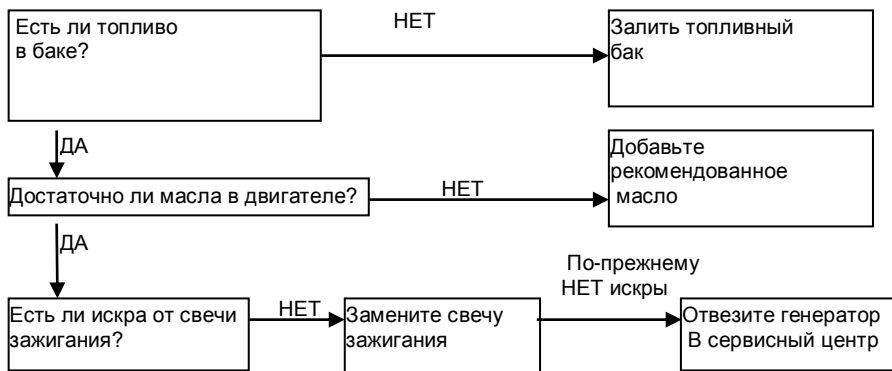 Есть ли топливо
в баке?
НЕТ
Залить топливный
бак
ДА
Достаточно ли масла в двигателе?
НЕТ
Добавьте
рекомендованное
масло
ДА
Есть ли искра от свечи
зажигания?
НЕТ
Замените свечу
зажигания
По-прежнему
НЕТ искры
Отвезите генератор
В сервисный центр